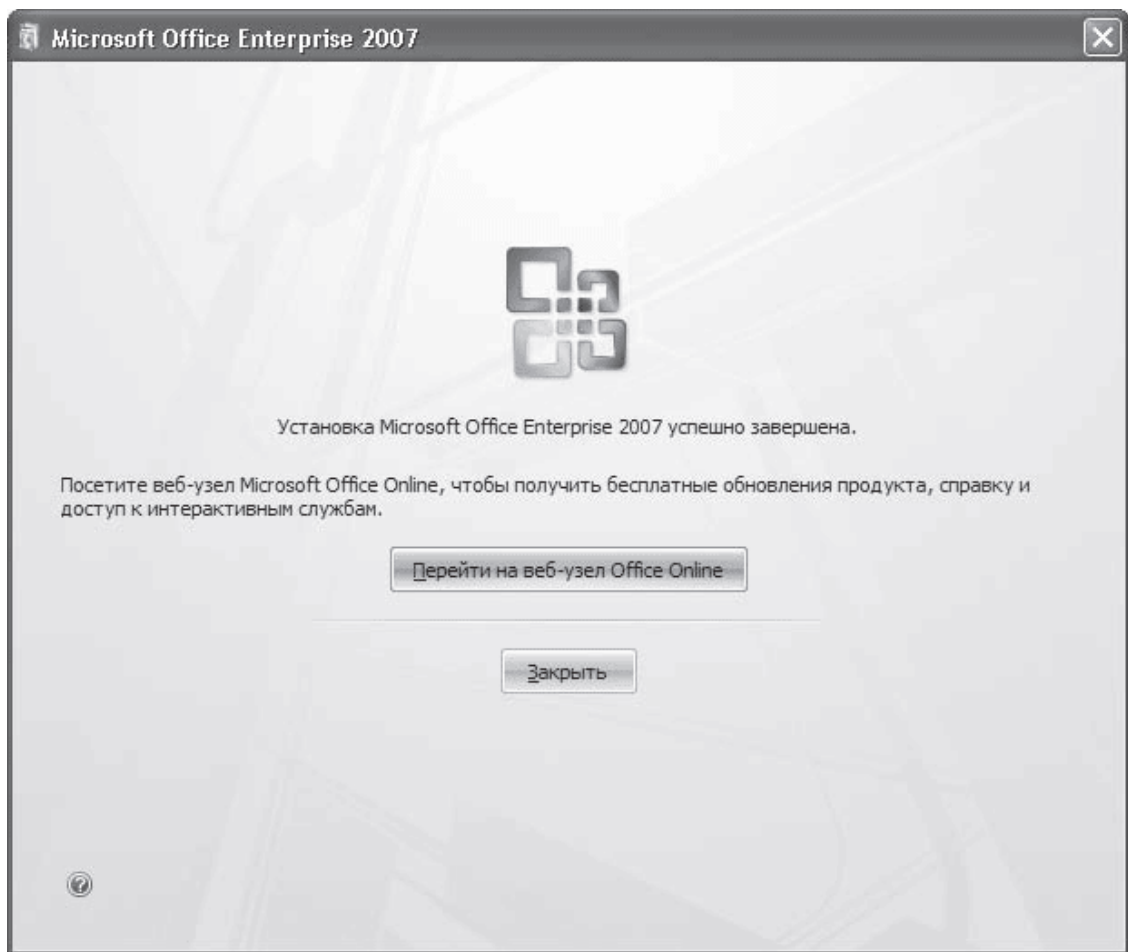 Microsoft Office Enterprise 2007
Установка Microsoft Office Enterprise 2007 успешно завершена.
Посетите веб-узел Microsoft Office Online, чтобы получить бесплатные обновления продукта, справку и
доступ к интерактивным службам.
Перейти на веб-узел Office Online
Закрыть